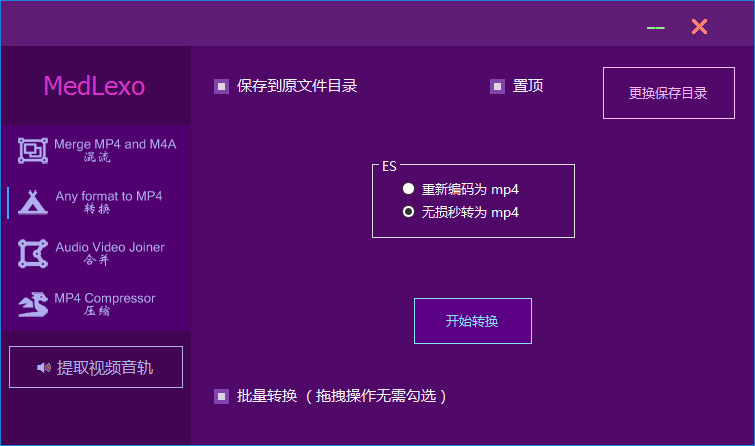 MedLexo
Merge MP4 and M4A
混流
Any format to MP4
转换
Audio Video Joiner
合并
MP4 Compressor
压缩
提取视频音轨
保存到原文件目录
置顶
更换保存目录
ES
重新编码为 mp4
无损秒转为 mp4
开始转换
批量转换 （拖拽操作无需勾选）